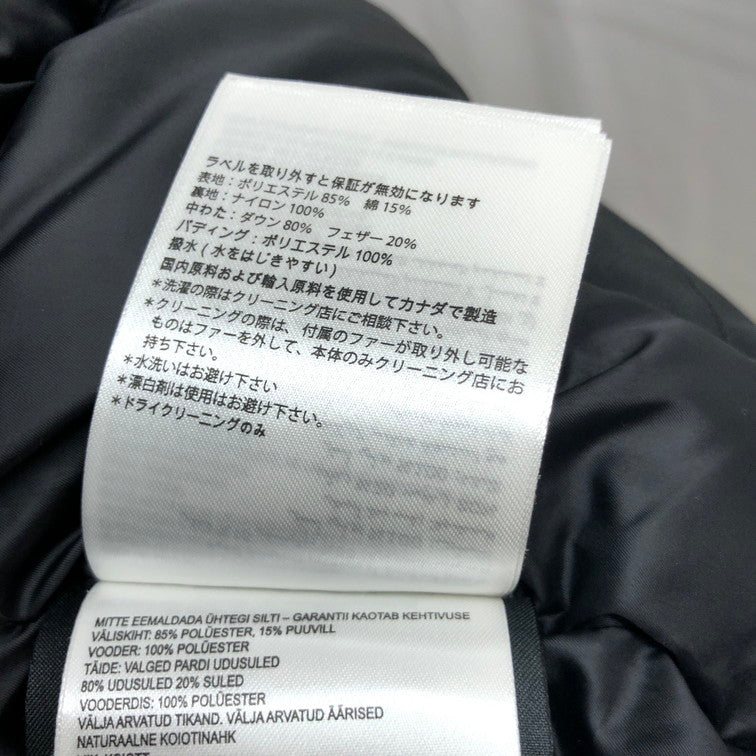 ラベルを取り外すと保証が無効になります
表地：ポリエステル 85%　綿 15%
裏地：ナイロン 100%
中わた：ダウン 80%　フェザー 20%
パディング：ポリエステル 100%
撥水 ( 水をはじきやすい )
国内原料および輸入原料を使用してカナダで製造
＊洗濯の際はクリーニング店にご相談下さい。
＊クリーニングの際は、付属のファーが取り外し可能な
ものはファーを外して、本体のみクリーニング店にお
持ち下さい。
＊水洗いはお避け下さい
＊漂白剤は使用はお避け下さい。
＊ドライクリーニングのみ
MITTE EEMALDADA ÜHTEGI SILTI – GARANTII KAOTAB KEHTIVUSE
VÄLISKIHT: 85% POLÜESTER, 15% PUUVILL
VOODER: 100% POLÜESTER
TÄIDE: VALGED PARDI UDUSULED
80% UDUSULED 20% SULED
VOODERDIS: 100% POLÜESTER
VÄLJA ARVATUD TIKAND. VÄLJA ARVATUD ÄÄRISED
NATURAALNE KOIOTINAHK